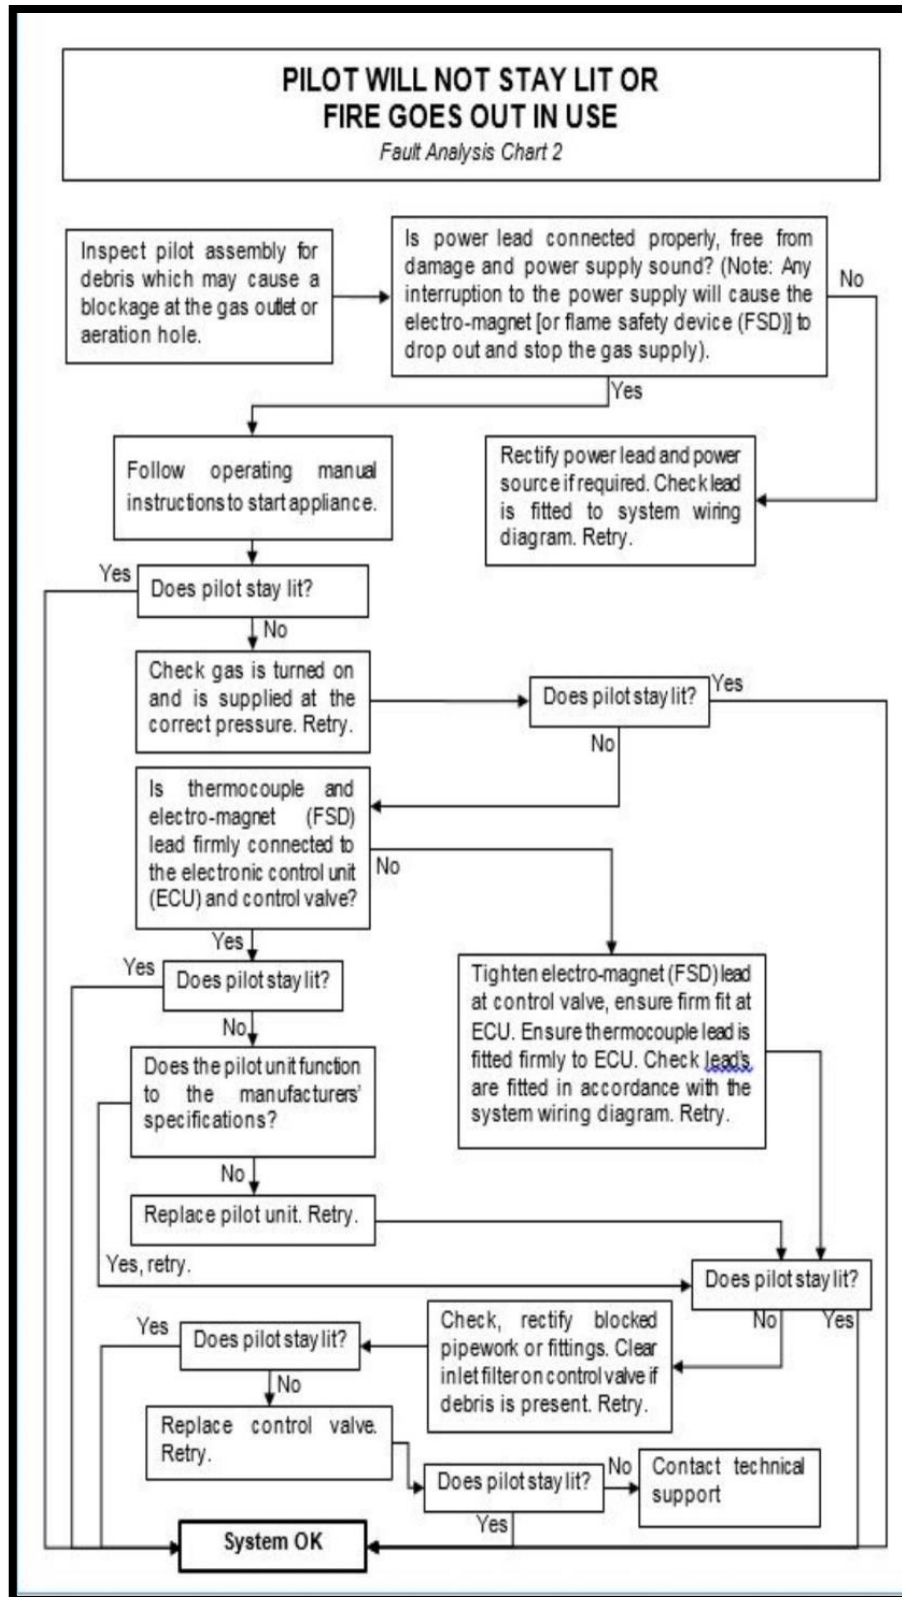 PILOT WILL NOT STAY LIT OR
FIRE GOES OUT IN USE
Fault Analysis Chart 2
Inspect pilot assembly for
debris which may cause a
blockage at the gas outlet or
aeration hole.
Is power lead connected properly, free from
damage and power supply sound? (Note: Any
interruption to the power supply will cause the
electro-magnet [or flame safety device (FSD)] to
drop out and stop the gas supply).
No
Yes
Follow operating manual
instructions to start appliance.
Rectify power lead and power
source if required. Check lead
is fitted to system wiring
diagram. Retry.
Yes
Does pilot stay lit?
No
Check gas is turned on
and is supplied at the
correct pressure. Retry.
Does pilot stay lit?
Yes
No
Is thermocouple and
electro-magnet (FSD)
lead firmly connected to
the electronic control unit
(ECU) and control valve?
No
Yes
Yes
Does pilot stay lit?
No
Tighten electro-magnet (FSD) lead
at control valve, ensure firm fit at
ECU. Ensure thermocouple lead is
fitted firmly to ECU. Check lead's
are fitted in accordance with the
system wiring diagram. Retry.
Does the pilot unit function
to the manufacturers'
specifications?
No
Replace pilot unit. Retry.
Yes, retry.
Does pilot stay lit?
No
Yes
Check, rectify blocked
pipework or fittings. Clear
inlet filter on control valve if
debris is present. Retry.
Yes
Does pilot stay lit?
No
Replace control valve.
Retry.
Does pilot stay lit?
No
Contact technical
support
Yes
System OK